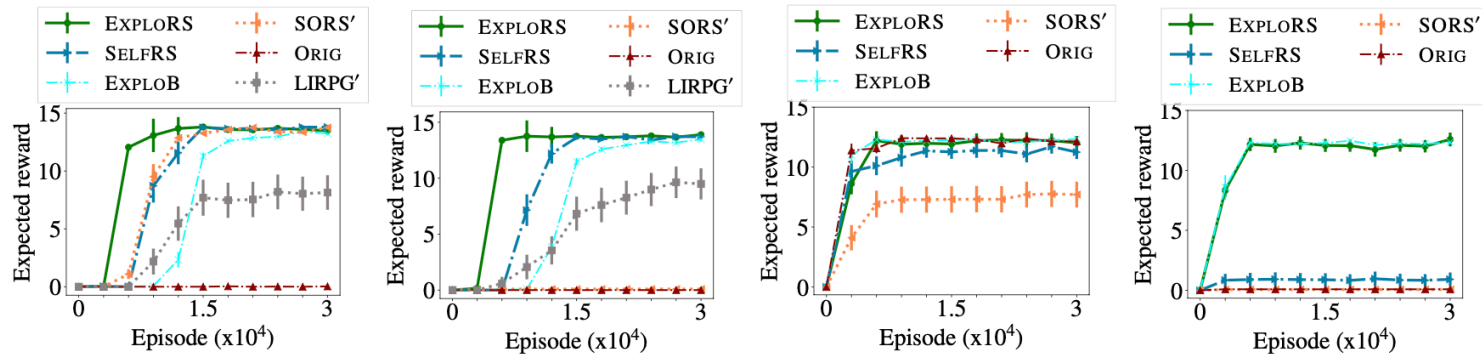 EXPLORS SORS′
SELFRS ORIG
EXPLOB LIRPG′
Expected reward
15
10
5
0
0 1.5 3
Episode (x10⁴)
EXPLORS SORS′
SELFRS ORIG
EXPLOB LIRPG′
Expected reward
15
10
5
0
0 1.5 3
Episode (x10⁴)
EXPLORS SORS′
SELFRS ORIG
EXPLOB
Expected reward
15
10
5
0
0 1.5 3
Episode (x10⁴)
EXPLORS SORS′
SELFRS ORIG
EXPLOB
Expected reward
15
10
5
0
0 1.5 3
Episode (x10⁴)